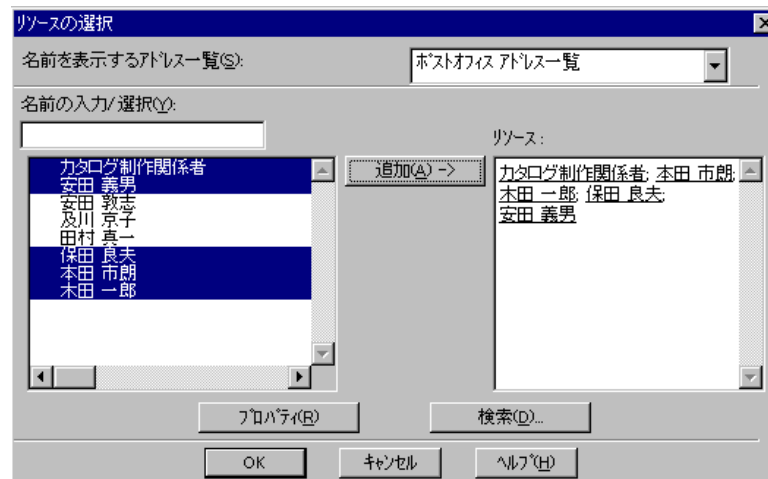 リソースの選択
名前を表示するアドレス一覧(S):
ポストオフィス アドレス一覧
名前の入力/選択(Y):
リソース:
カタログ制作関係者
安田 義男
安田 敦志
及川 京子
田村 真一
保田 良夫
本田 市朗
木田 一郎
追加(A) ->
カタログ制作関係者; 本田 市朗;
木田 一郎; 保田 良夫;
安田 義男
プロパティ(R)
検索(D)...
OK
キャンセル
ヘルプ(H)